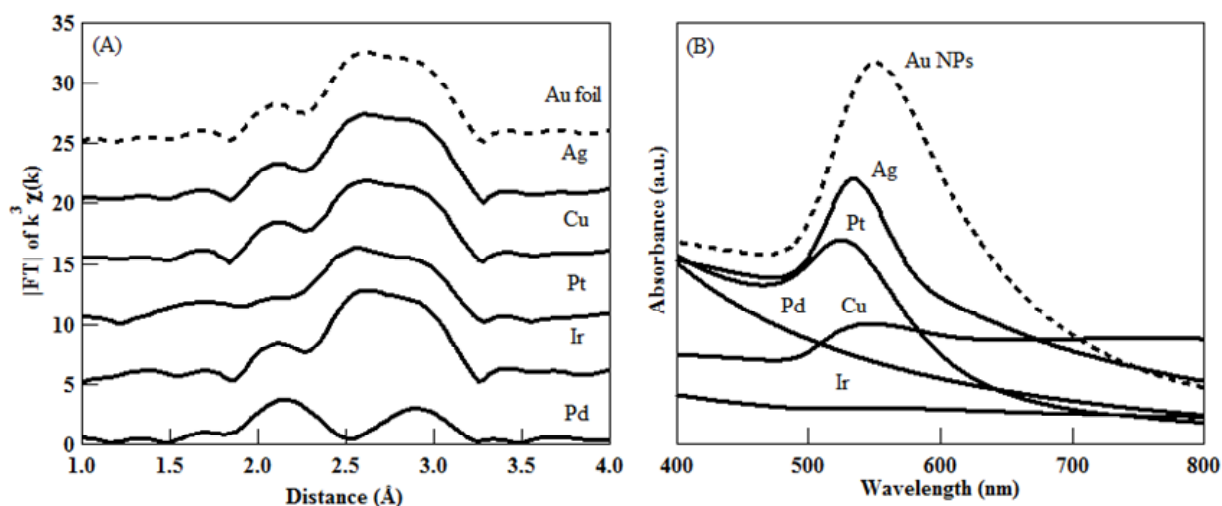 (A)
35
30
25
20
15
10
5
0
|FT| of k³ χ(k)
Au foil
Ag
Cu
Pt
Ir
Pd
1.0 1.5 2.0 2.5 3.0 3.5 4.0
Distance (Å)
(B)
Absorbance (a.u.)
Au NPs
Ag
Pt
Pd
Cu
Ir
400 500 600 700 800
Wavelength (nm)